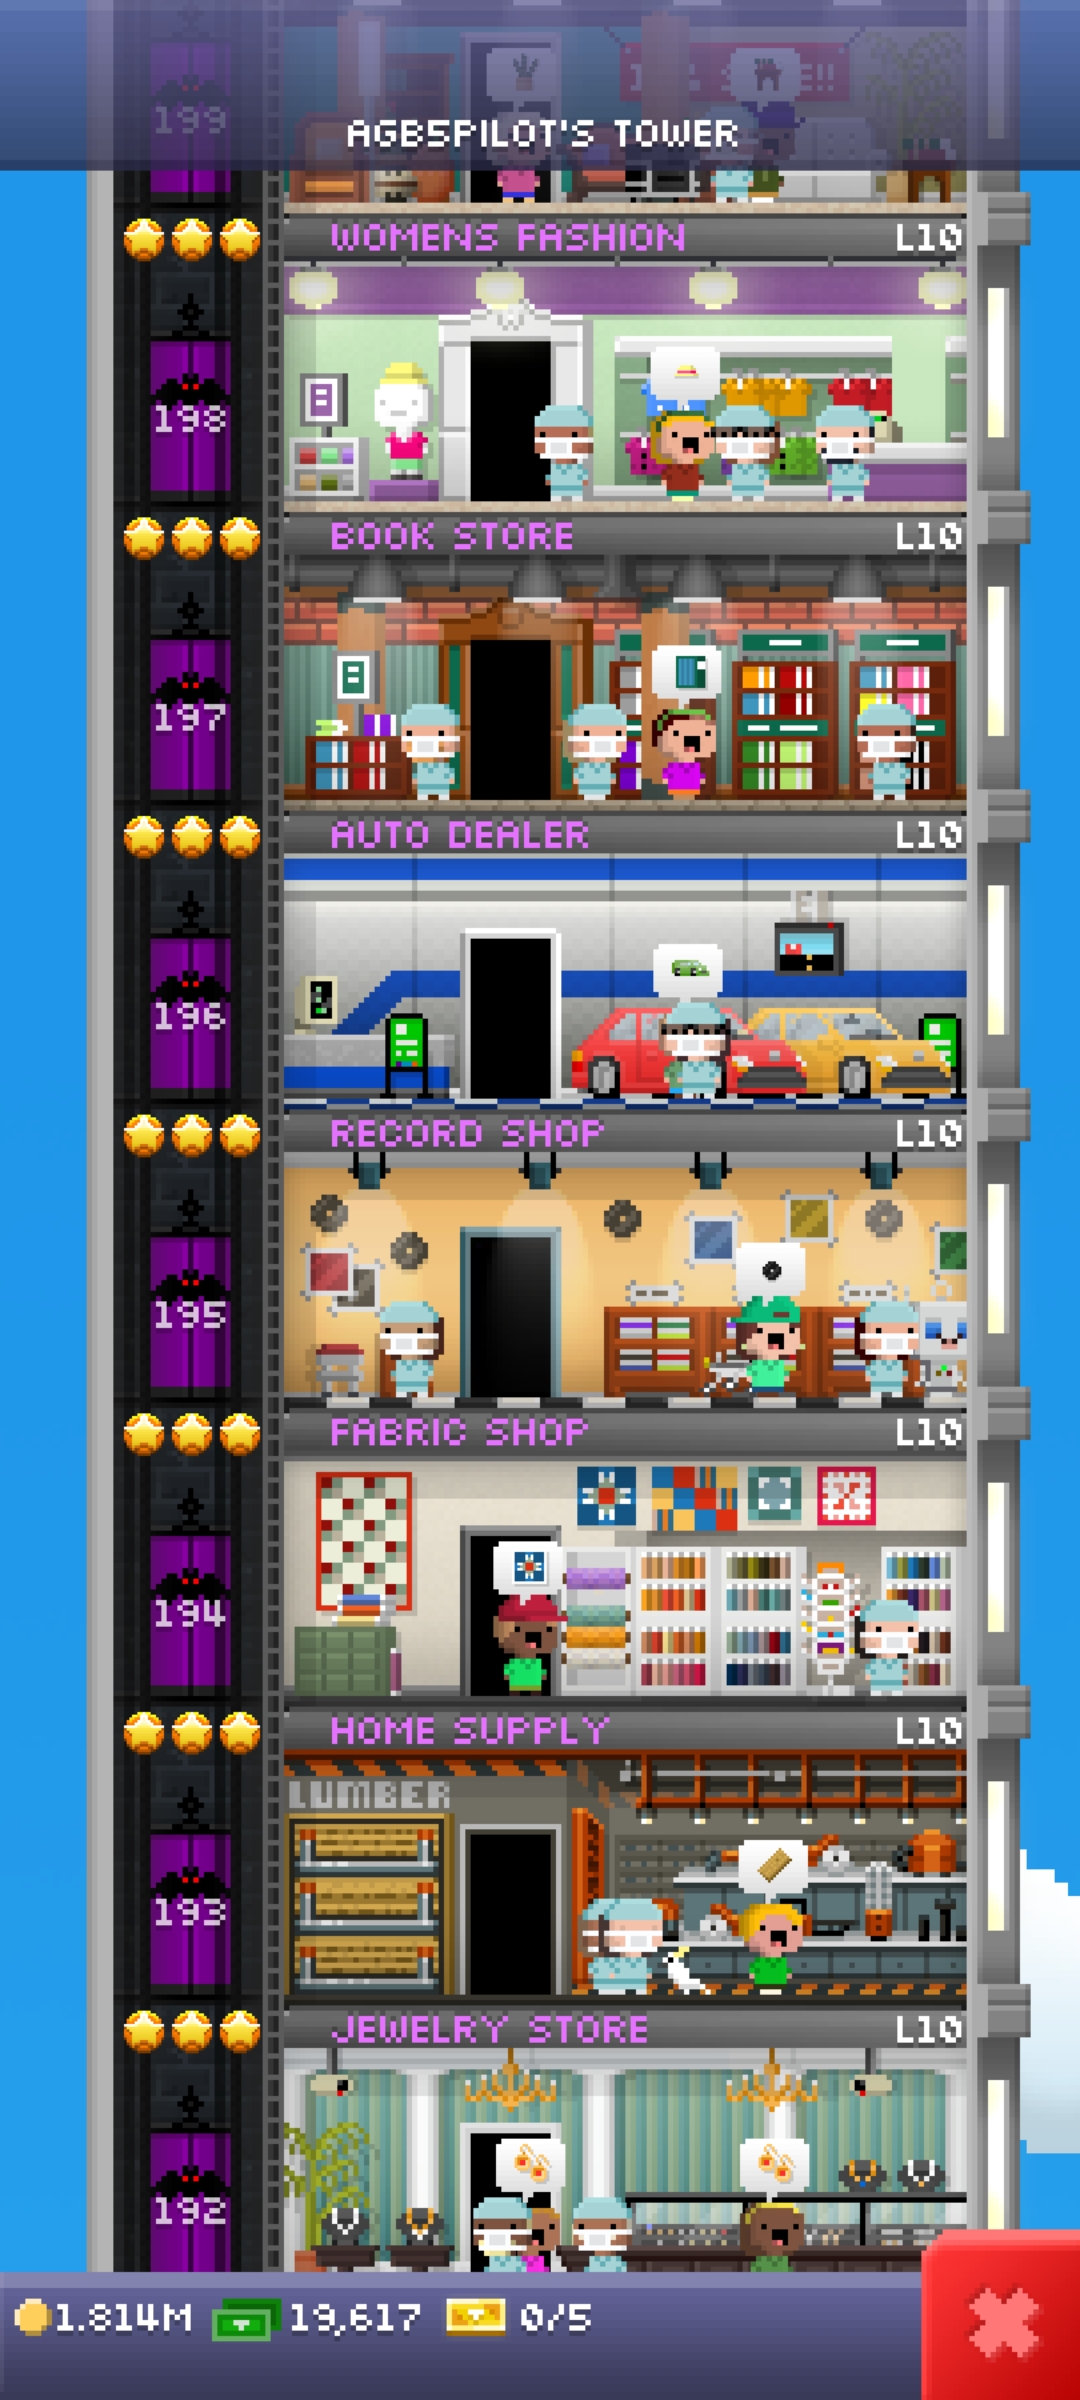 199
AGB5PILOT'S TOWER
WOMENS FASHION L10
198
BOOK STORE L10
197
AUTO DEALER L10
196
RECORD SHOP L10
195
FABRIC SHOP L10
194
HOME SUPPLY L10
LUMBER
193
JEWELRY STORE L10
192
1.814M 19,617 0/5